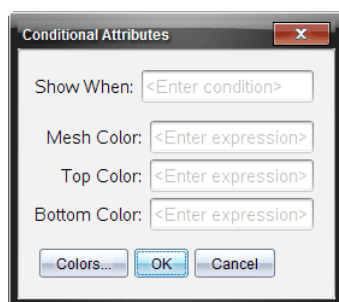 Conditional Attributes
Show When: <Enter condition>
Mesh Color: <Enter expression>
Top Color: <Enter expression>
Bottom Color: <Enter expression>
Colors... OK Cancel